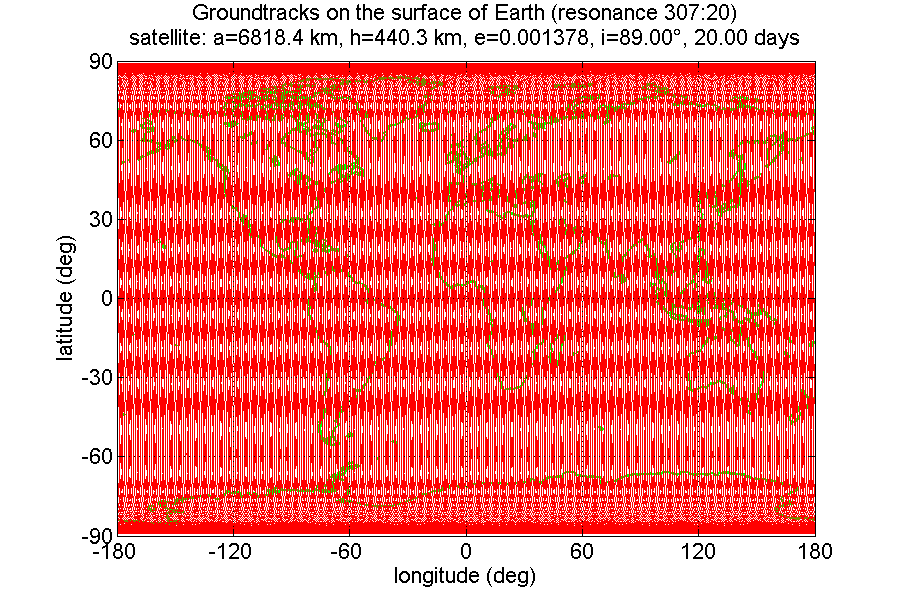 Groundtracks on the surface of Earth (resonance 307:20)
satellite: a=6818.4 km, h=440.3 km, e=0.001378, i=89.00°, 20.00 days
90
60
30
0
-30
-60
-90
latitude (deg)
-180 -120 -60 0 60 120 180
longitude (deg)